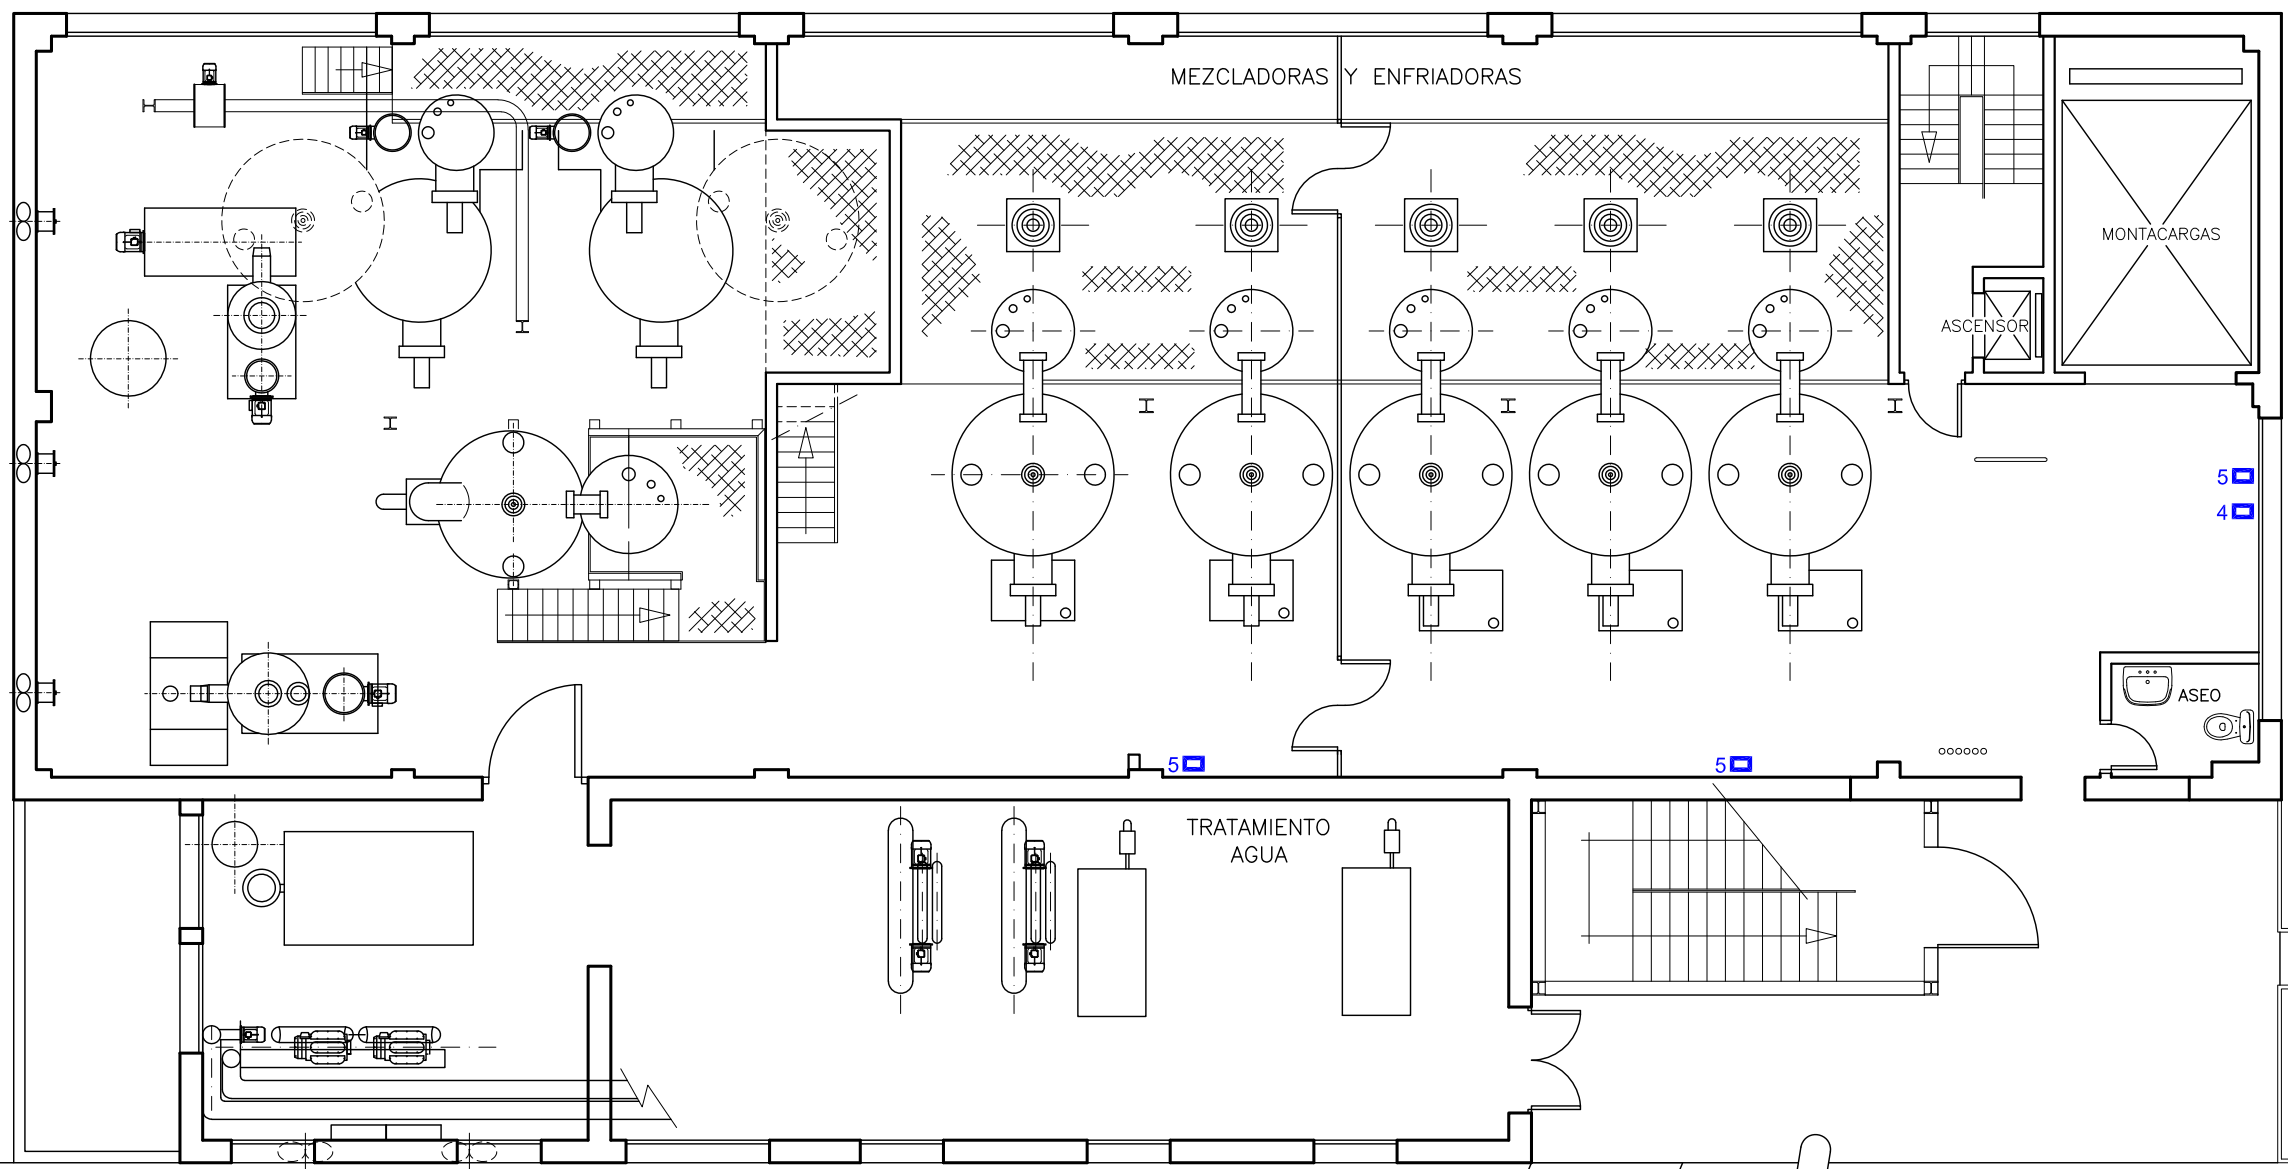 MEZCLADORAS Y ENFRIADORAS
MONTACARGAS
ASCENSOR
5
4
ASEO
5
5
TRATAMIENTO
AGUA